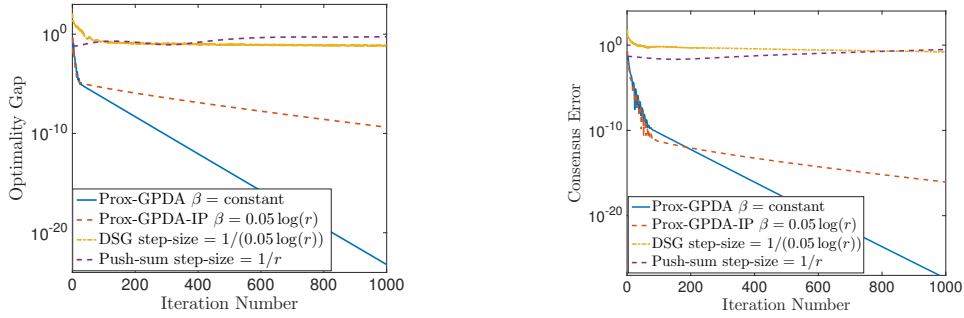 Optimality Gap
10^0
10^{-10}
10^{-20}
Prox-GPDA β = constant
Prox-GPDA-IP β = 0.05 log(r)
DSG step-size = 1/(0.05 log(r))
Push-sum step-size = 1/r
0 200 400 600 800 1000
Iteration Number
Consensus Error
10^0
10^{-10}
10^{-20}
Prox-GPDA β = constant
Prox-GPDA-IP β = 0.05 log(r)
DSG step-size = 1/(0.05 log(r))
Push-sum step-size = 1/r
0 200 400 600 800 1000
Iteration Number